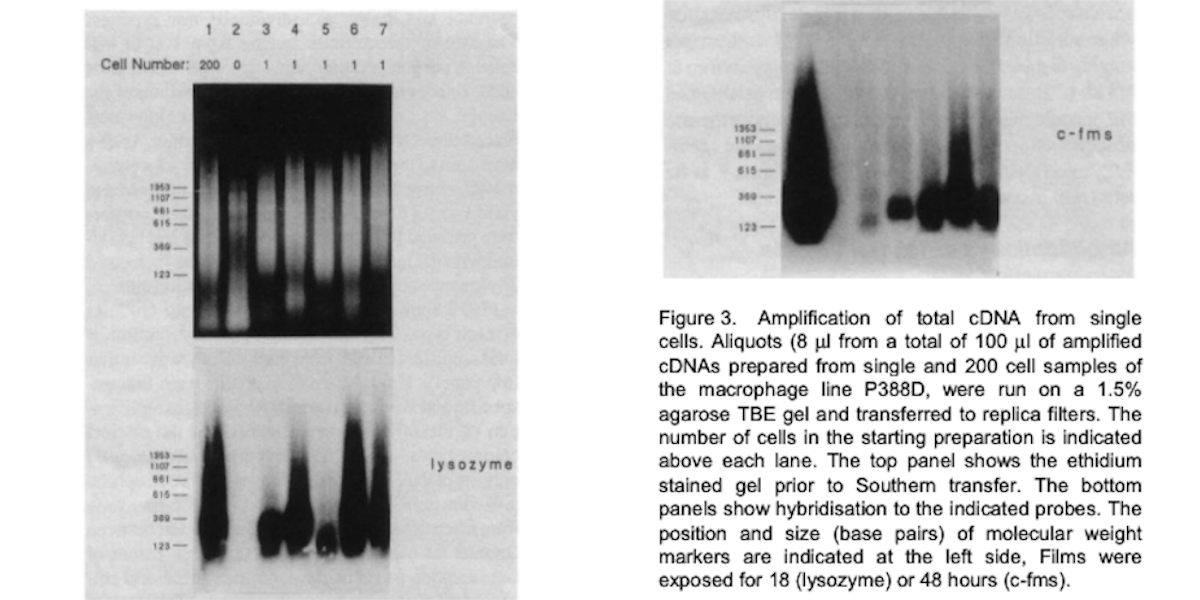 1 2 3 4 5 6 7
Cell Number: 200 0 1 1 1 1 1
1353
1107
661
615
369
123
1353
1107
661
615
369
123
lysozyme
1353
1107
661
615
369
123
c-fms
Figure 3. Amplification of total cDNA from single
cells. Aliquots (8 µl from a total of 100 µl of amplified
cDNAs prepared from single and 200 cell samples of
the macrophage line P388D, were run on a 1.5%
agarose TBE gel and transferred to replica filters. The
number of cells in the starting preparation is indicated
above each lane. The top panel shows the ethidium
stained gel prior to Southern transfer. The bottom
panels show hybridisation to the indicated probes. The
position and size (base pairs) of molecular weight
markers are indicated at the left side, Films were
exposed for 18 (lysozyme) or 48 hours (c-fms).